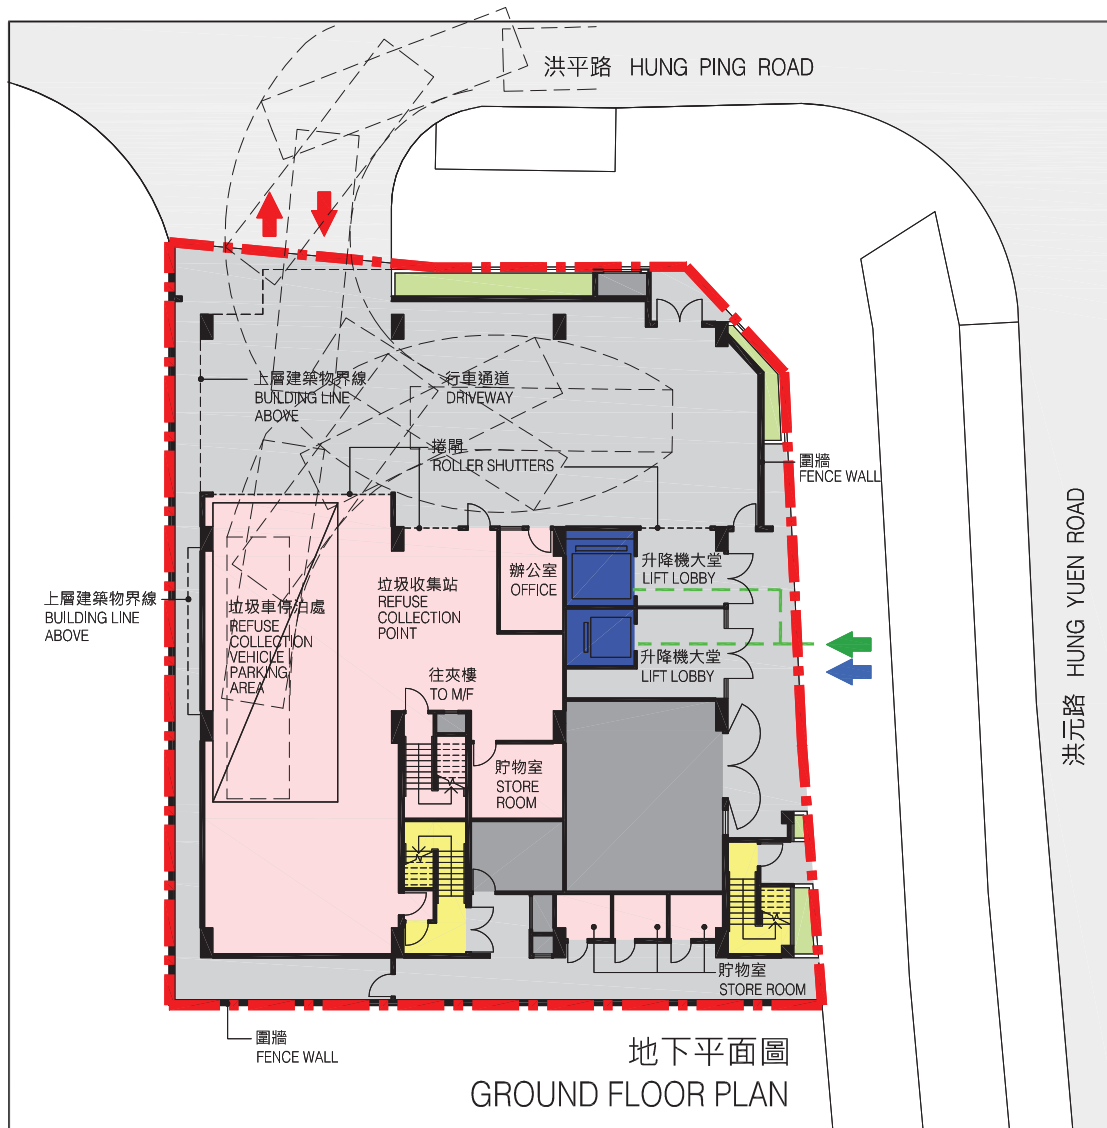 洪平路 HUNG PING ROAD
上層建築物界線
BUILDING LINE
ABOVE
行車通道
DRIVEWAY
捲閘
ROLLER SHUTTERS
圍牆
FENCE WALL
洪元路 HUNG YUEN ROAD
升降機大堂
LIFT LOBBY
辦公室
OFFICE
垃圾收集站
REFUSE
COLLECTION
POINT
上層建築物界線
BUILDING LINE
ABOVE
垃圾車停泊處
REFUSE
COLLECTION
VEHICLE
PARKING
AREA
升降機大堂
LIFT LOBBY
往夾樓
TO M/F
貯物室
STORE
ROOM
貯物室
STORE ROOM
圍牆
FENCE WALL
地下平面圖
GROUND FLOOR PLAN